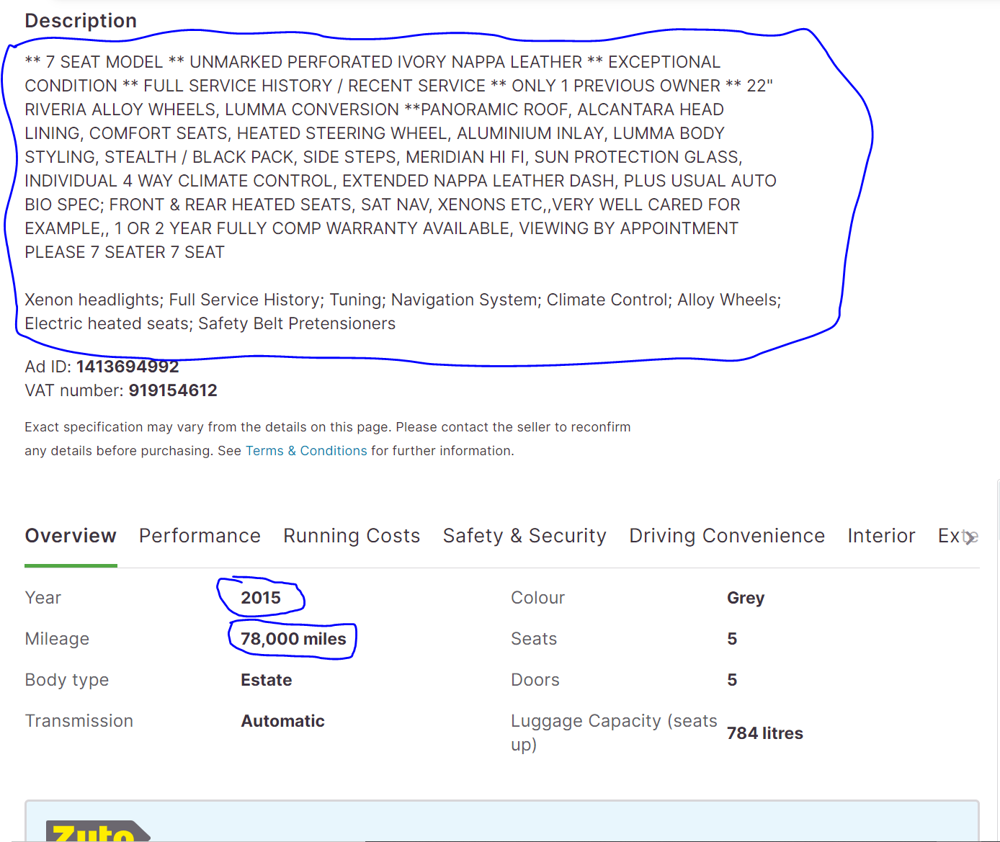 Description
** 7 SEAT MODEL ** UNMARKED PERFORATED IVORY NAPPA LEATHER ** EXCEPTIONAL
CONDITION ** FULL SERVICE HISTORY / RECENT SERVICE ** ONLY 1 PREVIOUS OWNER ** 22"
RIVERIA ALLOY WHEELS, LUMMA CONVERSION **PANORAMIC ROOF, ALCANTARA HEAD
LINING, COMFORT SEATS, HEATED STEERING WHEEL, ALUMINIUM INLAY, LUMMA BODY
STYLING, STEALTH / BLACK PACK, SIDE STEPS, MERIDIAN HI FI, SUN PROTECTION GLASS,
INDIVIDUAL 4 WAY CLIMATE CONTROL, EXTENDED NAPPA LEATHER DASH, PLUS USUAL AUTO
BIO SPEC; FRONT & REAR HEATED SEATS, SAT NAV, XENONS ETC,,VERY WELL CARED FOR
EXAMPLE,, 1 OR 2 YEAR FULLY COMP WARRANTY AVAILABLE, VIEWING BY APPOINTMENT
PLEASE 7 SEATER 7 SEAT
Xenon headlights; Full Service History; Tuning; Navigation System; Climate Control; Alloy Wheels;
Electric heated seats; Safety Belt Pretensioners
Ad ID: 1413694992
VAT number: 919154612
Exact specification may vary from the details on this page. Please contact the seller to reconfirm
any details before purchasing. See Terms & Conditions for further information.
Overview Performance Running Costs Safety & Security Driving Convenience Interior Exte
Year 2015 Colour Grey
Mileage 78,000 miles Seats 5
Body type Estate Doors 5
Transmission Automatic Luggage Capacity (seats
up) 784 litres
Zuto